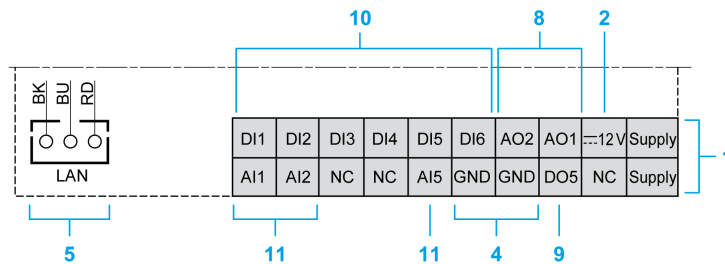 10 8 2
BK BU RD
DI1 DI2 DI3 DI4 DI5 DI6 AO2 AO1 12 V Supply
AI1 AI2 NC NC AI5 GND GND DO5 NC Supply
LAN
5 11 11 4 9